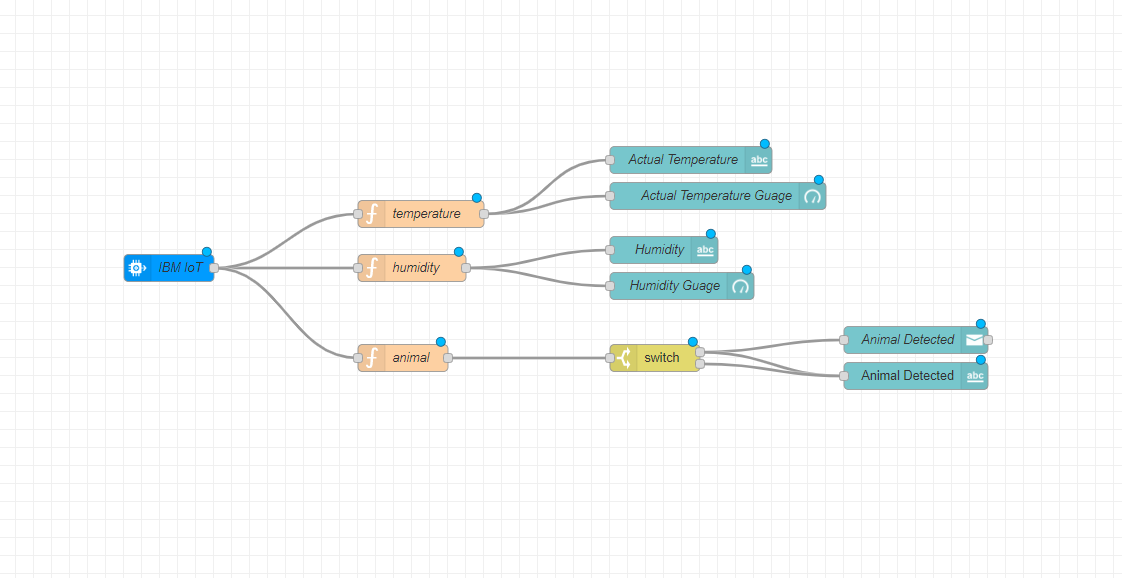 Actual Temperature abc
Actual Temperature Guage
temperature
Humidity abc
IBM IoT
humidity
Humidity Guage
Animal Detected
animal
switch
Animal Detected abc